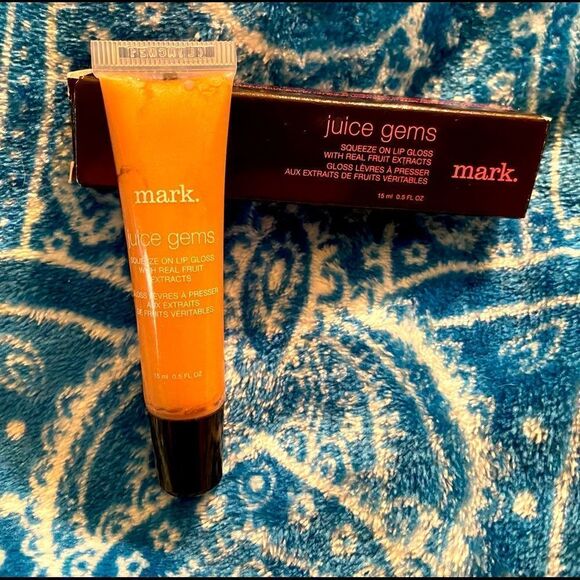 mark.
juice gems
SQUEEZE ON LIP GLOSS
WITH REAL FRUIT
EXTRACTS
GLOSS LÈVRES À PRESSER
AUX EXTRAITS
DE FRUITS VÉRITABLES
15 ml 0.5 FL OZ
juice gems
SQUEEZE ON LIP GLOSS
WITH REAL FRUIT EXTRACTS
GLOSS LÈVRES À PRESSER
AUX EXTRAITS DE FRUITS VÉRITABLES
15 ml 0.5 FL OZ
mark.